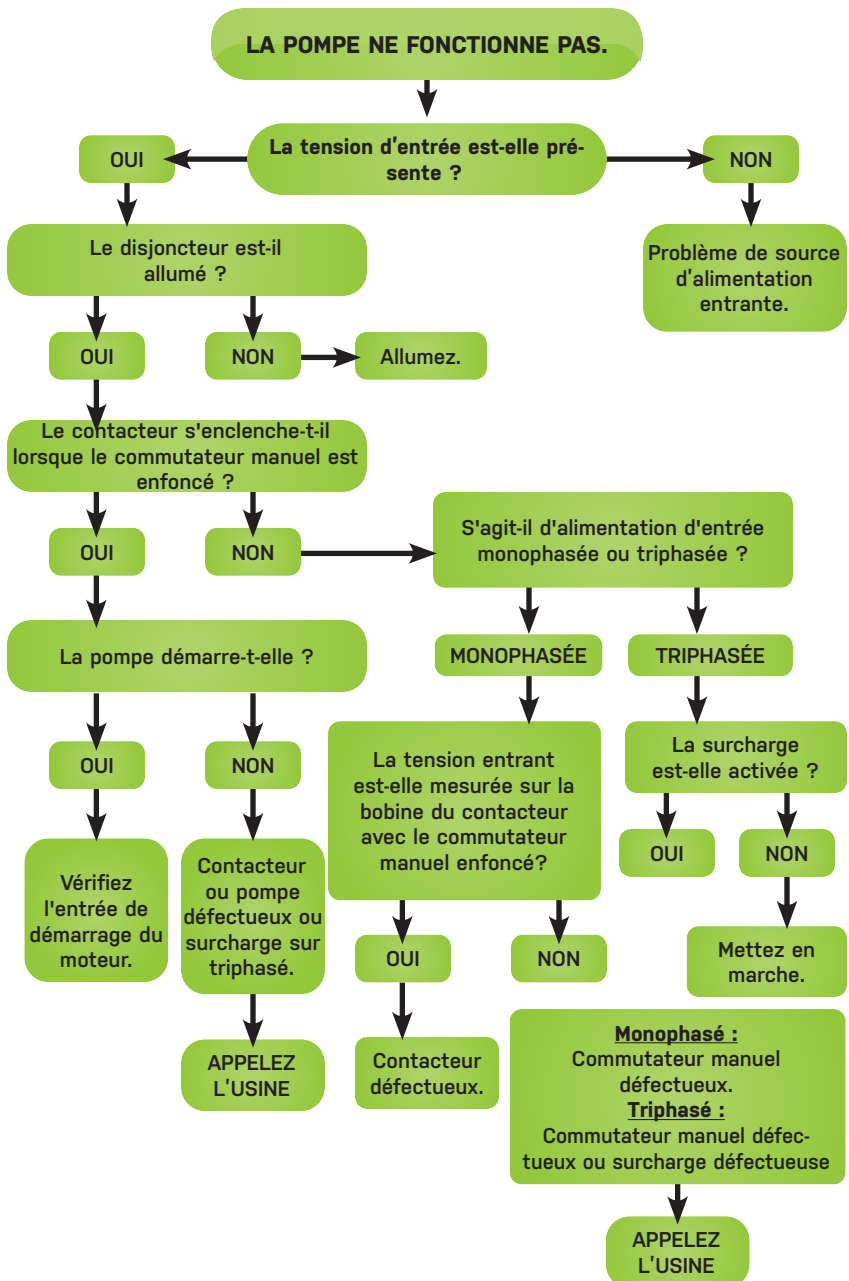 LA POMPE NE FONCTIONNE PAS.
La tension d'entrée est-elle pré-
sente ?
OUI
NON
Le disjoncteur est-il
allumé ?
Problème de source
d'alimentation
entrante.
OUI
NON
Allumez.
Le contacteur s'enclenche-t-il
lorsque le commutateur manuel est
enfoncé ?
OUI
NON
S'agit-il d'alimentation d'entrée
monophasée ou triphasée ?
La pompe démarre-t-elle ?
MONOPHASÉE
TRIPHASÉE
OUI
NON
La tension entrant
est-elle mesurée sur la
bobine du contacteur
avec le commutateur
manuel enfoncé?
La surcharge
est-elle activée ?
OUI
NON
Vérifiez
l'entrée de
démarrage du
moteur.
Contacteur
ou pompe
défectueux ou
surcharge sur
triphasé.
OUI
NON
Mettez en
marche.
APPELEZ
L'USINE
Contacteur
défectueux.
Monophasé :
Commutateur manuel
défectueux.
Triphasé :
Commutateur manuel défec-
tueux ou surcharge défectueuse
APPELEZ
L'USINE